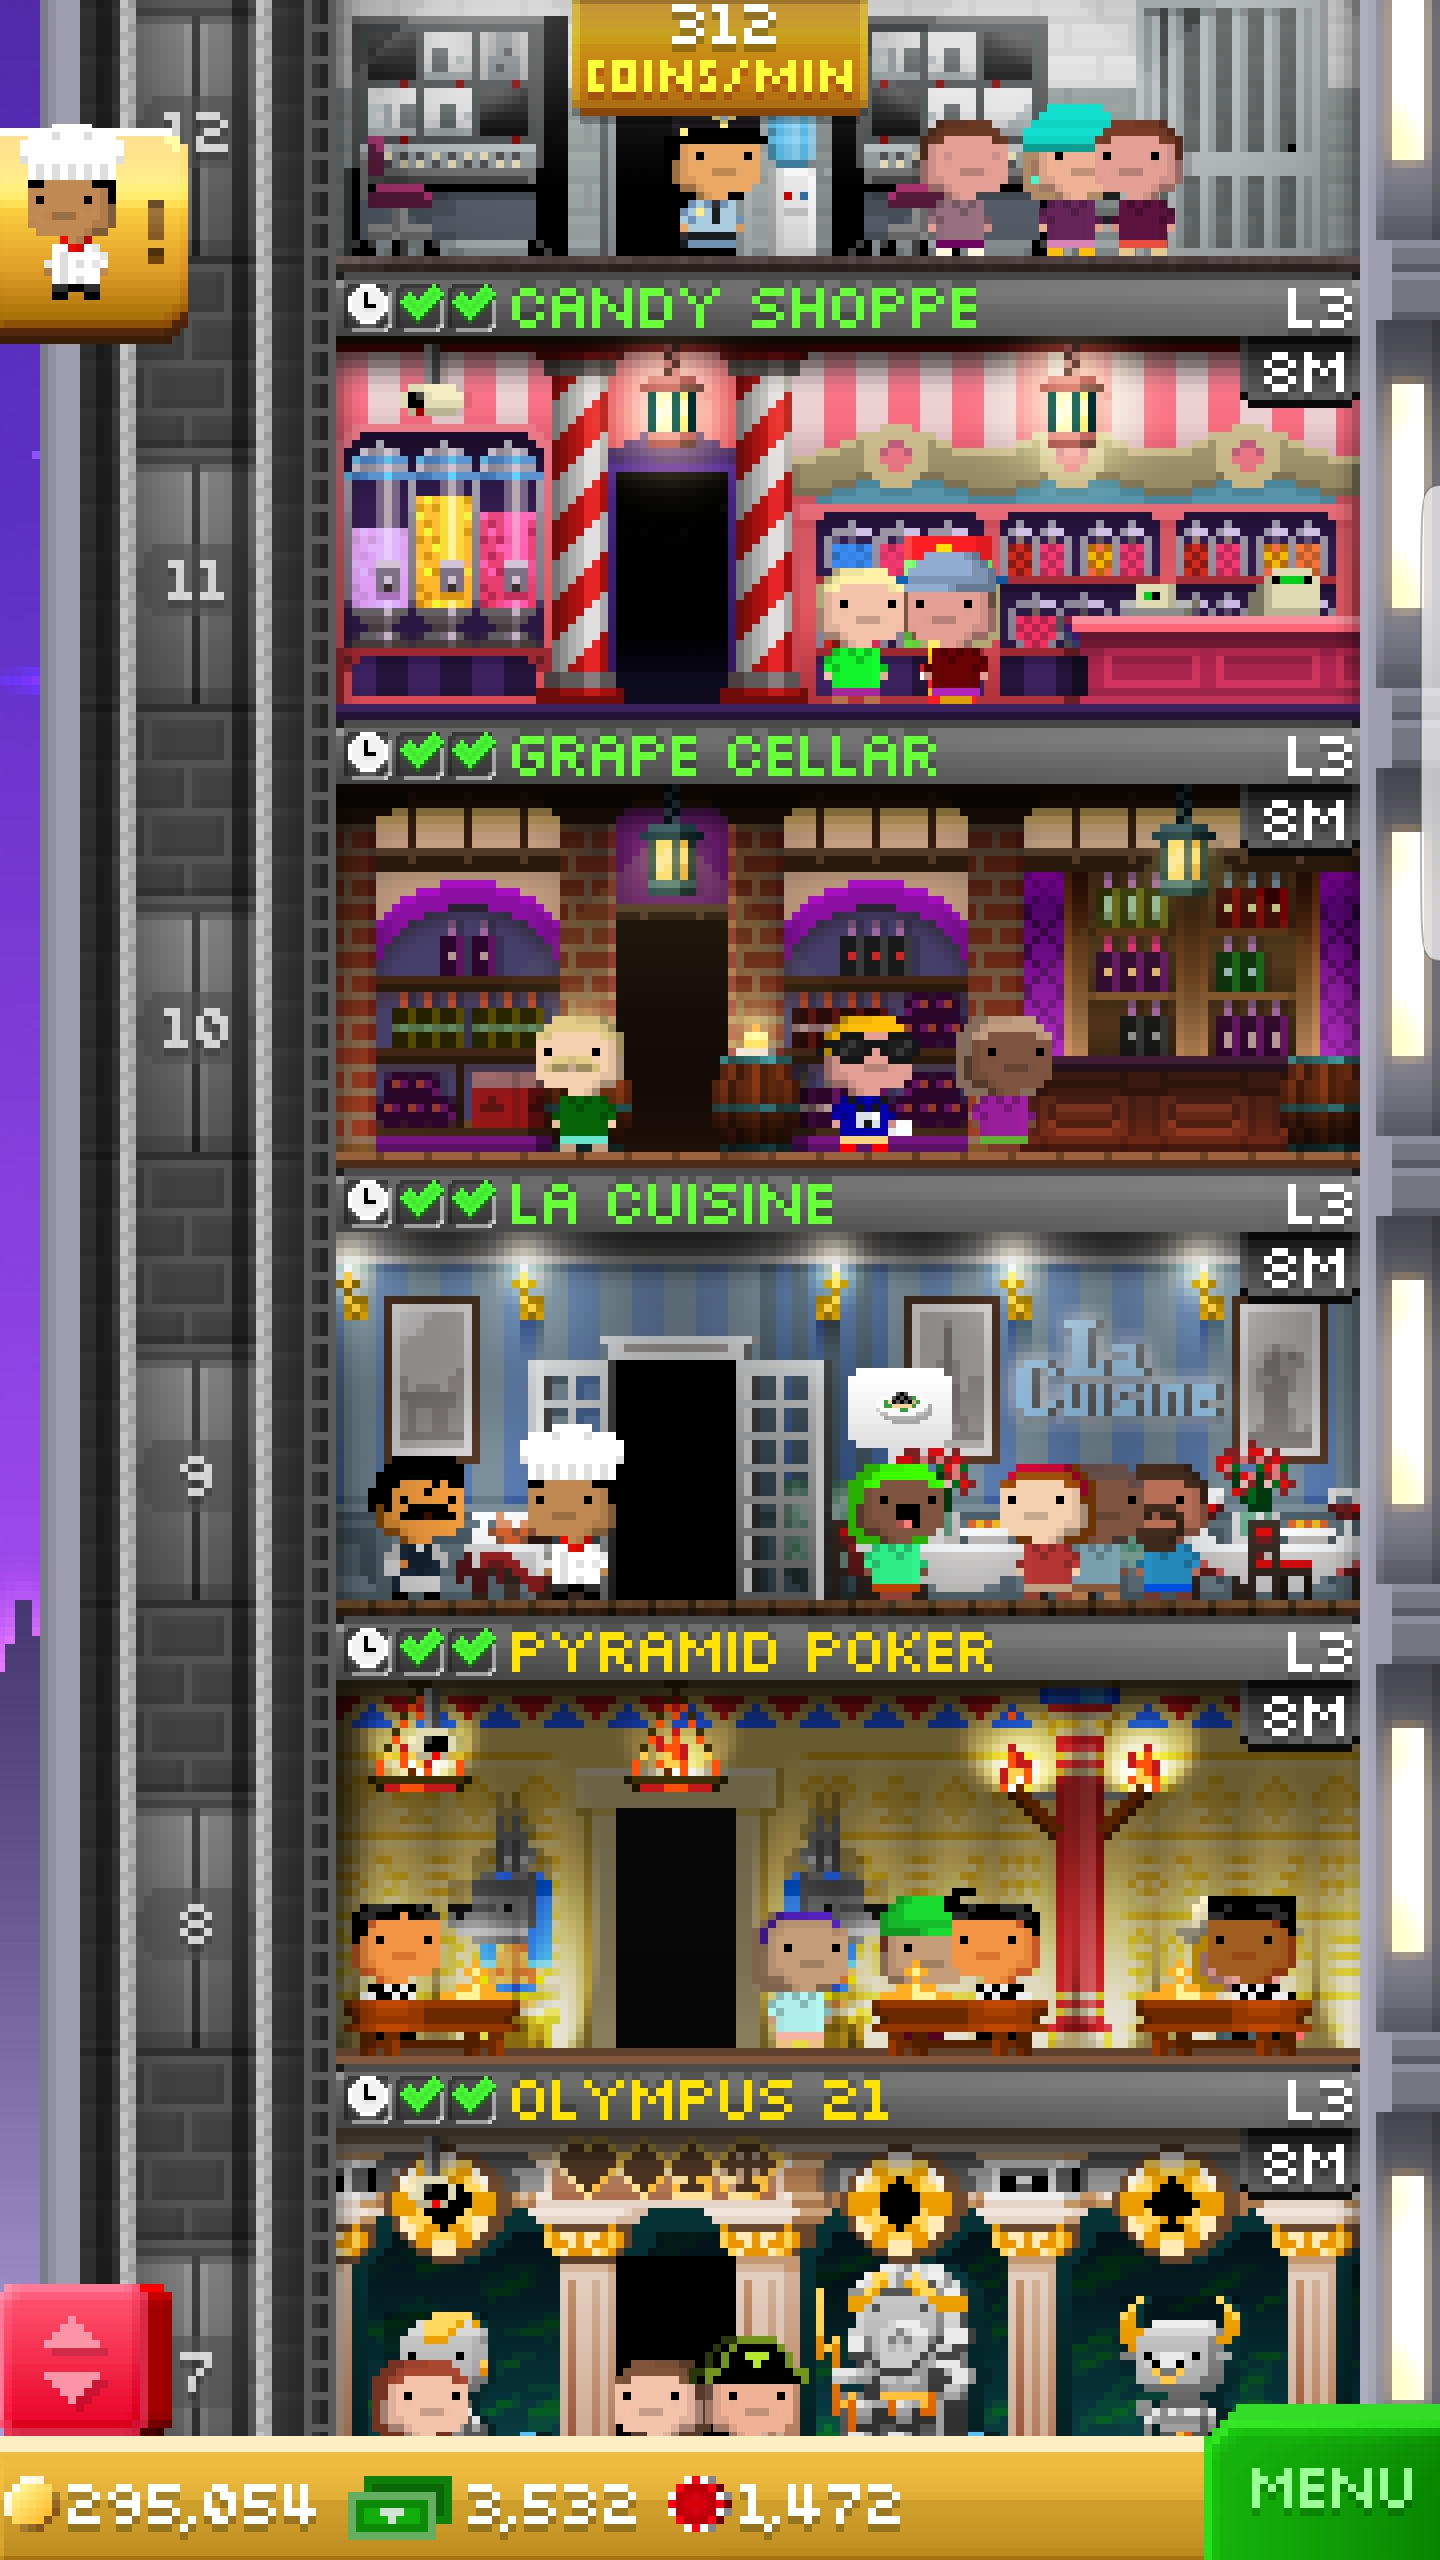 312
COINS/MIN
12
!
CANDY SHOPPE L3
8M
11
GRAPE CELLAR L3
8M
10
LA CUISINE L3
8M
La
Cuisine
9
PYRAMID POKER L3
8M
8
OLYMPUS 21 L3
8M
7
295,054 3,532 1,472
MENU